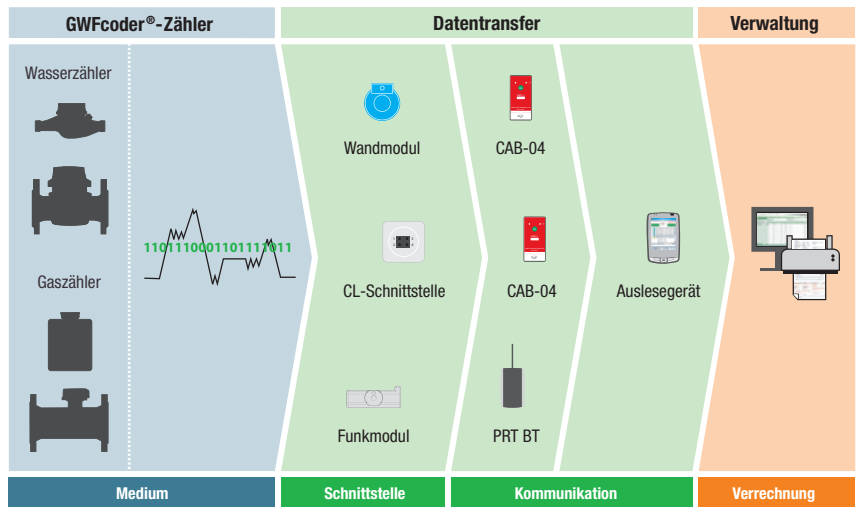 GWFcoder®-Zähler
Datentransfer
Verwaltung
Wasserzähler
Gaszähler
11011100011011111011
Wandmodul
CAB-04
CL-Schnittstelle
CAB-04
Auslesegerät
Funkmodul
PRT BT
Medium
Schnittstelle
Kommunikation
Verrechnung